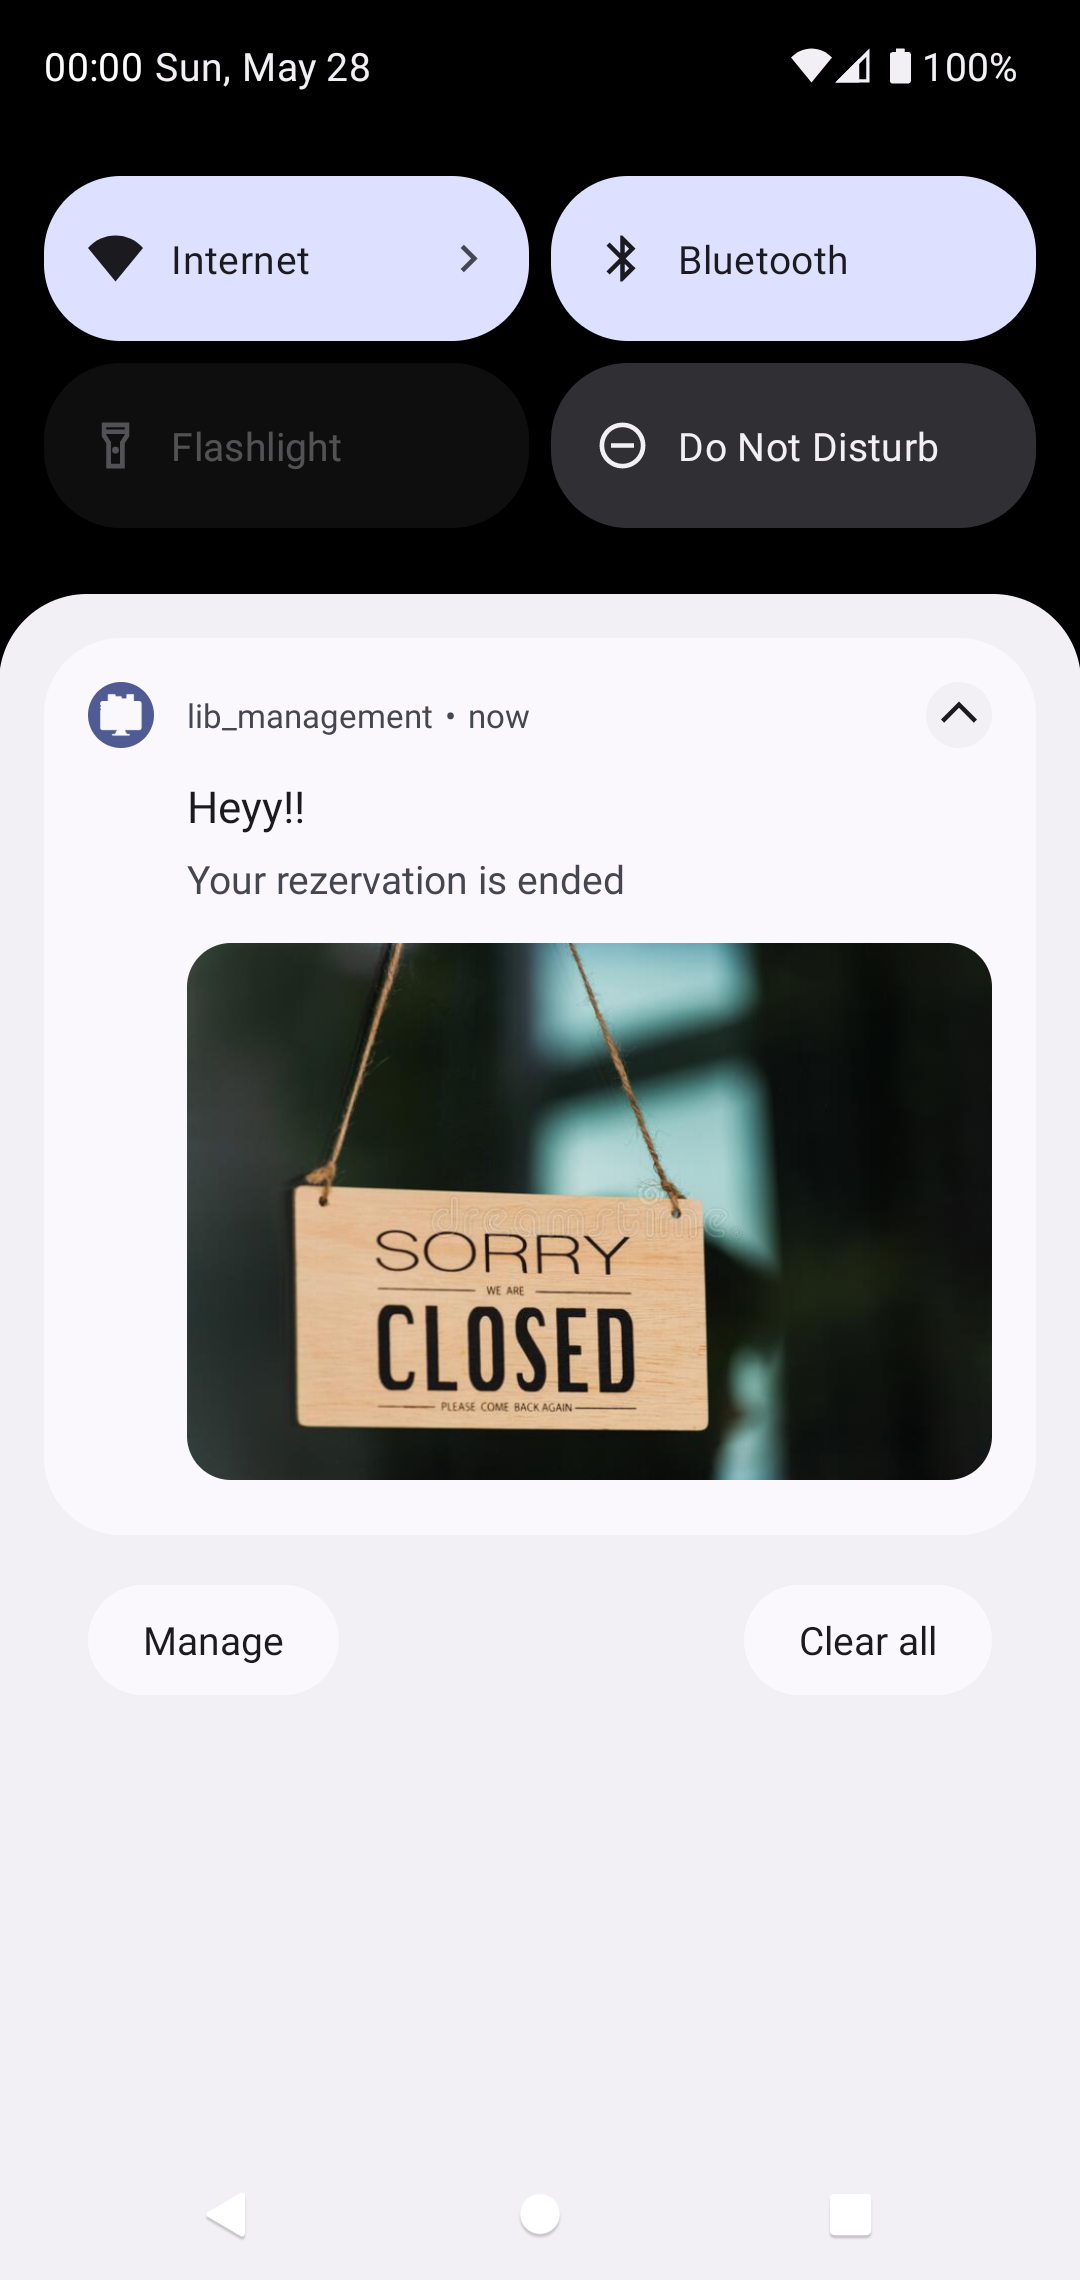 00:00 Sun, May 28 100%
Internet Bluetooth
Flashlight Do Not Disturb
lib_management • now
Heyy!!
Your rezervation is ended
dreamstime.
SORRY
WE ARE
CLOSED
PLEASE COME BACK AGAIN
Manage Clear all